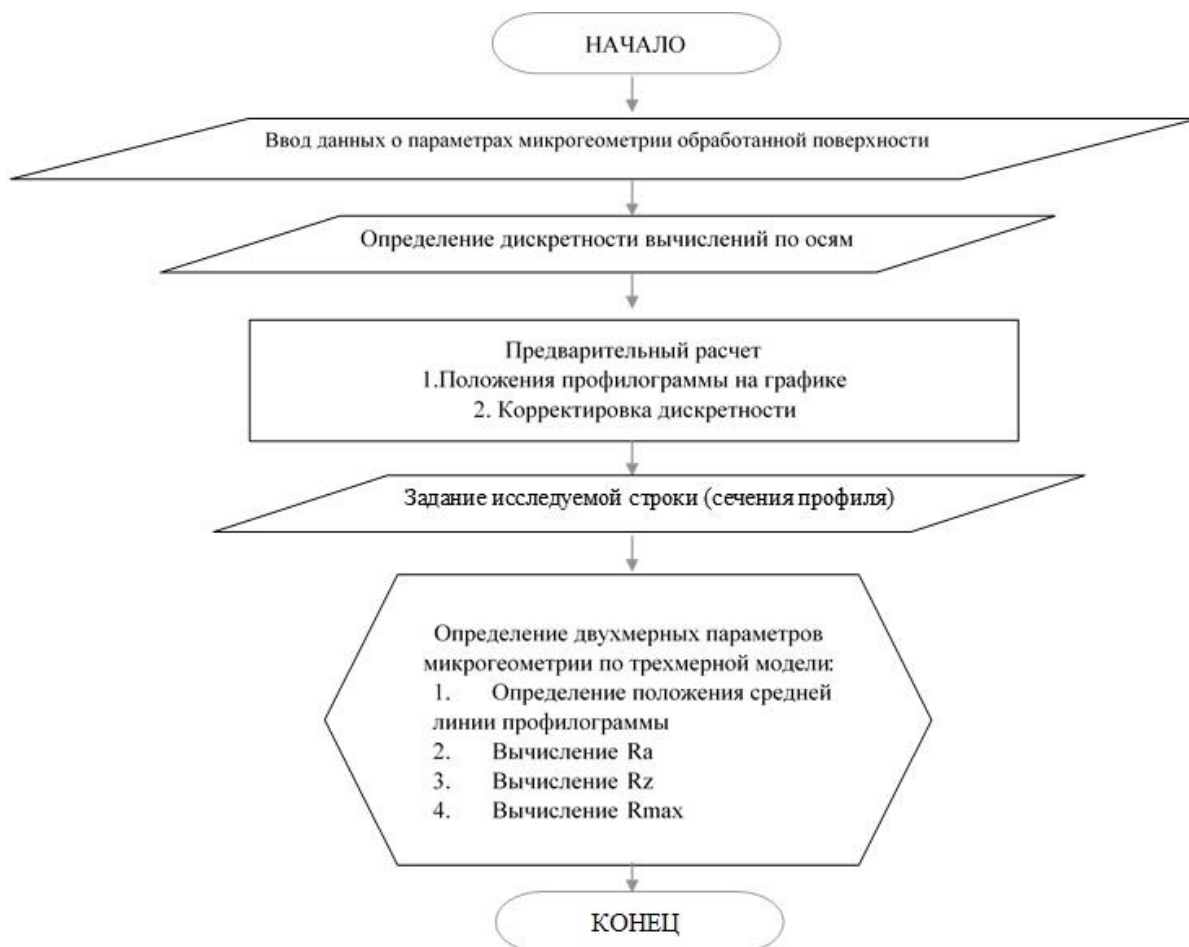 НАЧАЛО
Ввод данных о параметрах микрогеометрии обработанной поверхности
Определение дискретности вычислений по осям
Предварительный расчет
1.Положения профилограммы на графике
2. Корректировка дискретности
Задание исследуемой строки (сечения профиля)
Определение двухмерных параметров
микрогеометрии по трехмерной модели:
1. Определение положения средней
линии профилограммы
2. Вычисление Ra
3. Вычисление Rz
4. Вычисление Rmax
КОНЕЦ